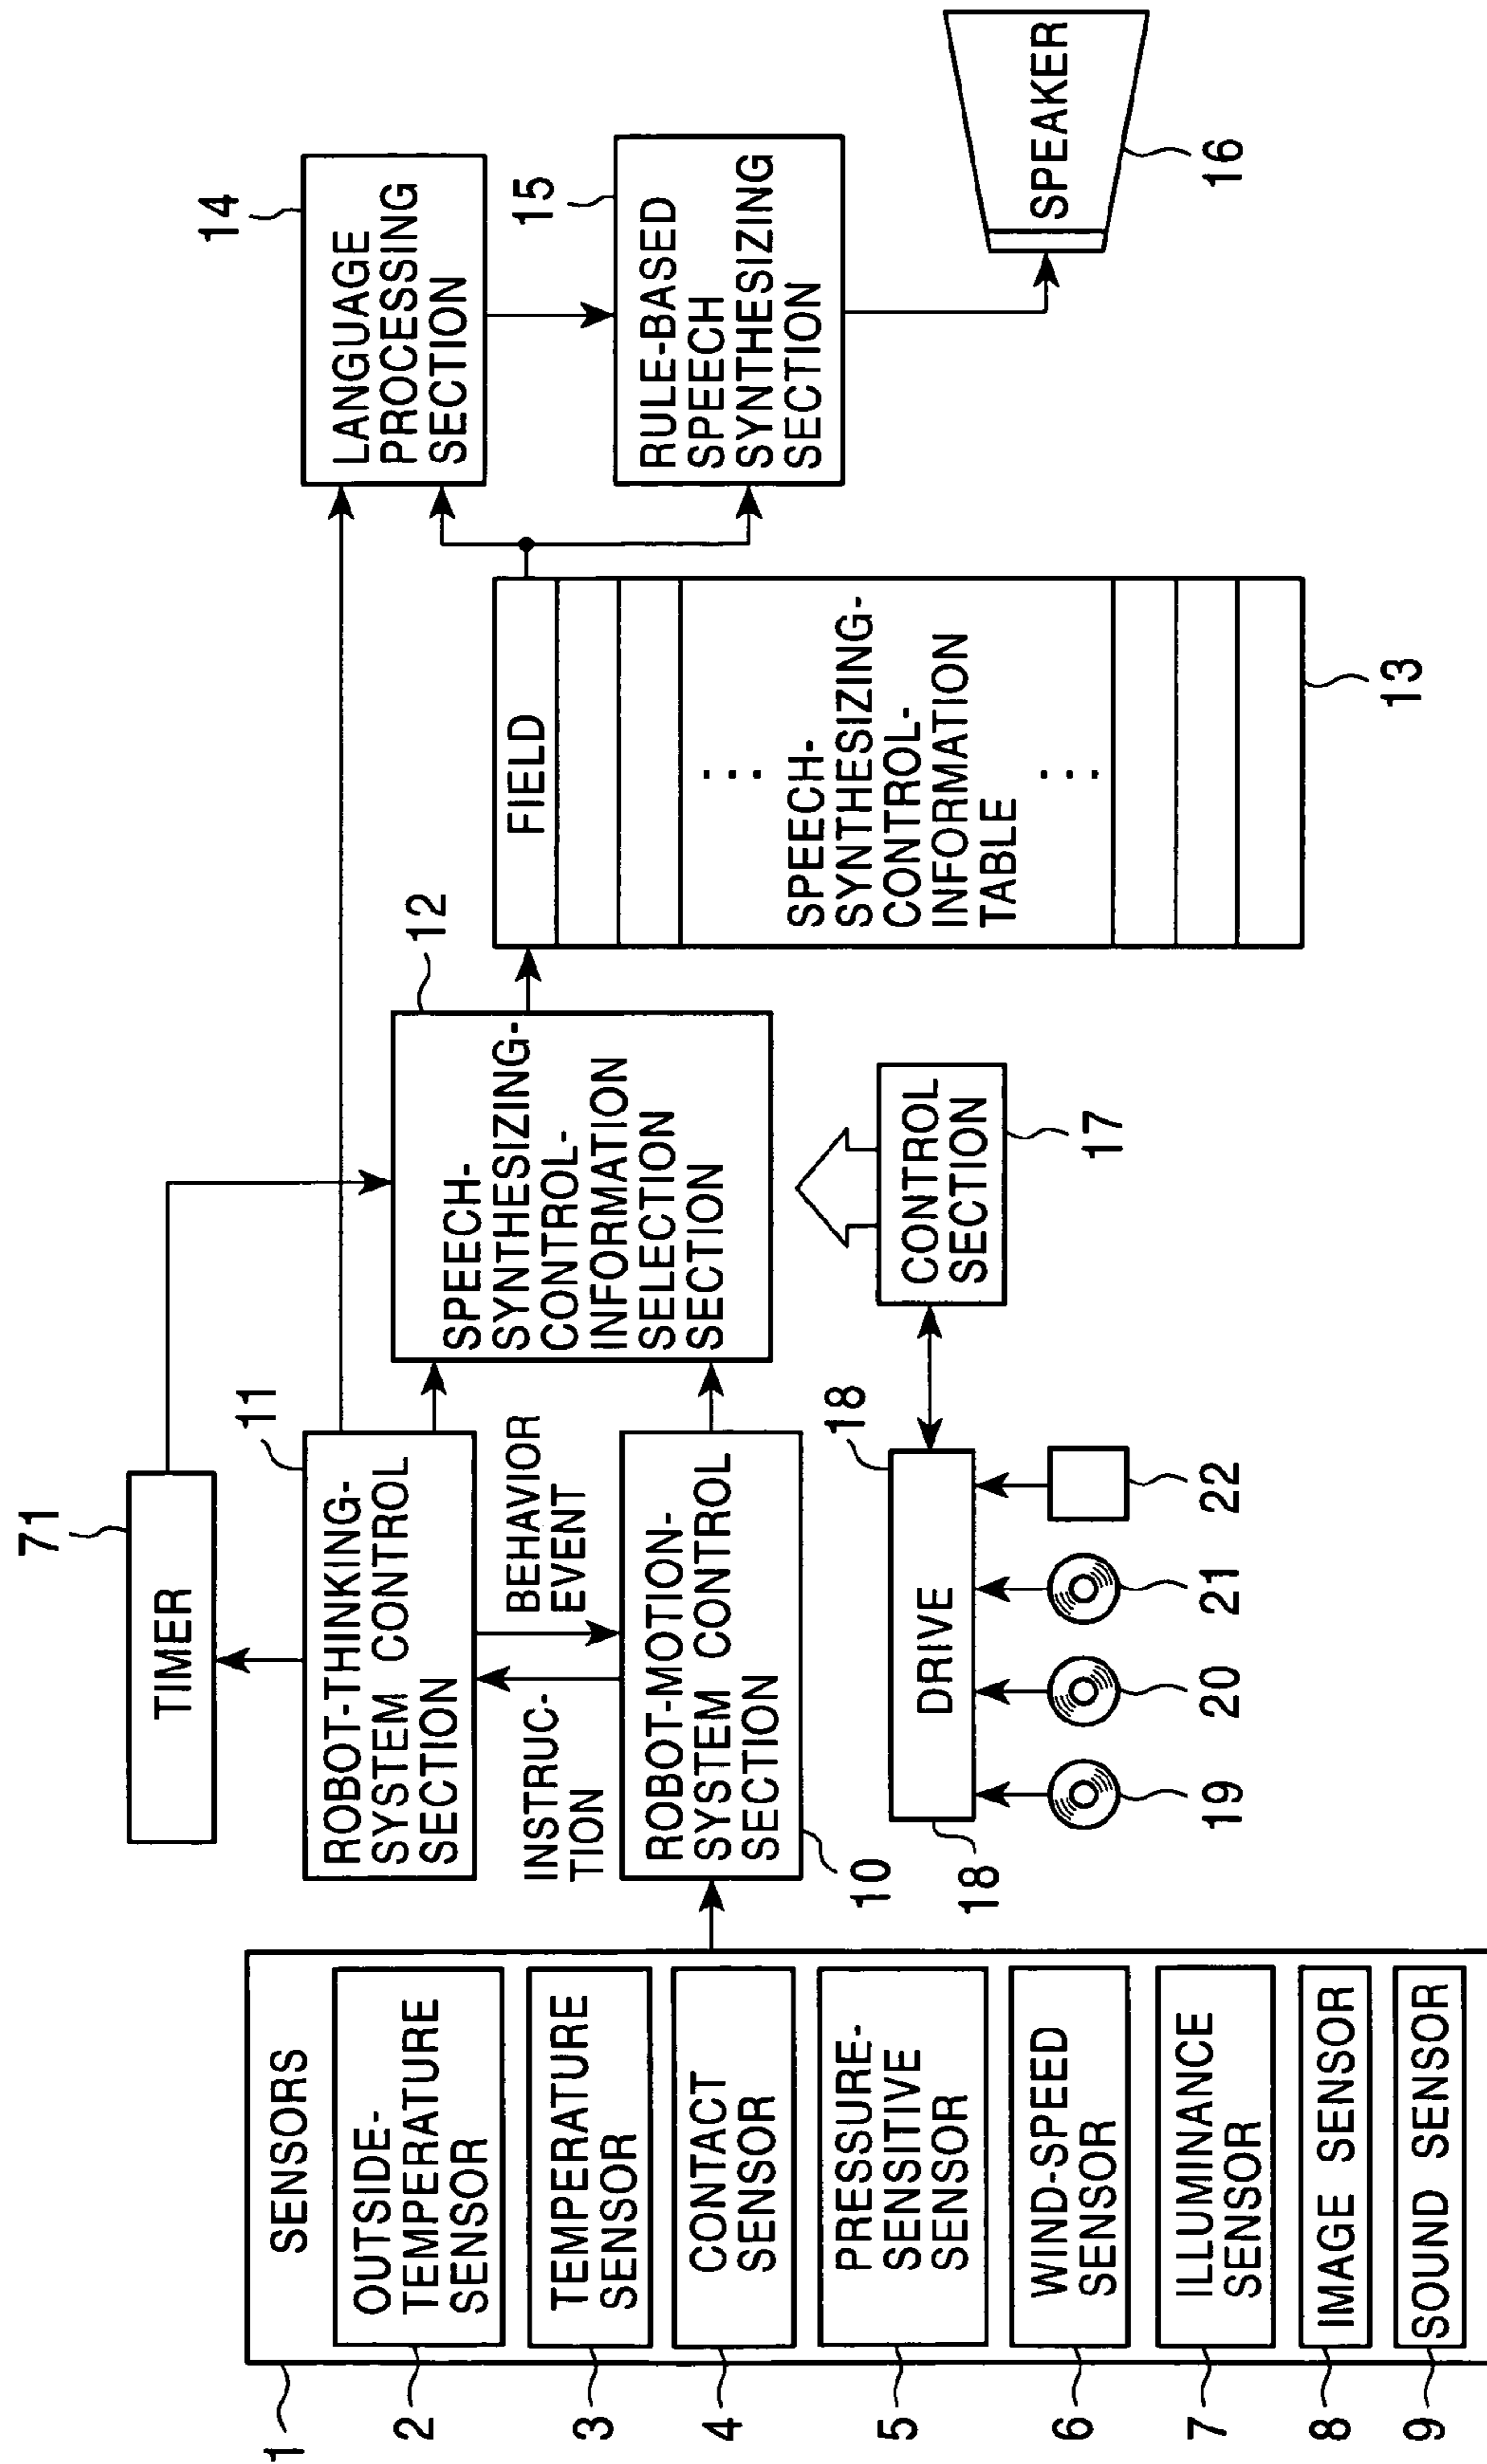 71
TIMER
11
ROBOT-THINKING-
SYSTEM CONTROL
SECTION
INSTRUC-
TION
BEHAVIOR
EVENT
ROBOT-MOTION-
SYSTEM CONTROL
SECTION
10
1
SENSORS
2
OUTSIDE-
TEMPERATURE
SENSOR
3
TEMPERATURE
SENSOR
4
CONTACT
SENSOR
5
PRESSURE-
SENSITIVE
SENSOR
6
WIND-SPEED
SENSOR
7
ILLUMINANCE
SENSOR
8
IMAGE SENSOR
9
SOUND SENSOR
12
SPEECH-
SYNTHESIZING-
CONTROL-
INFORMATION
SELECTION
SECTION
CONTROL
SECTION
17
18
DRIVE
18
19
20
21
22
FIELD
⋮
SPEECH-
SYNTHESIZING-
CONTROL-
INFORMATION
TABLE
⋮
13
14
LANGUAGE
PROCESSING
SECTION
15
RULE-BASED
SPEECH
SYNTHESIZING
SECTION
SPEAKER
16